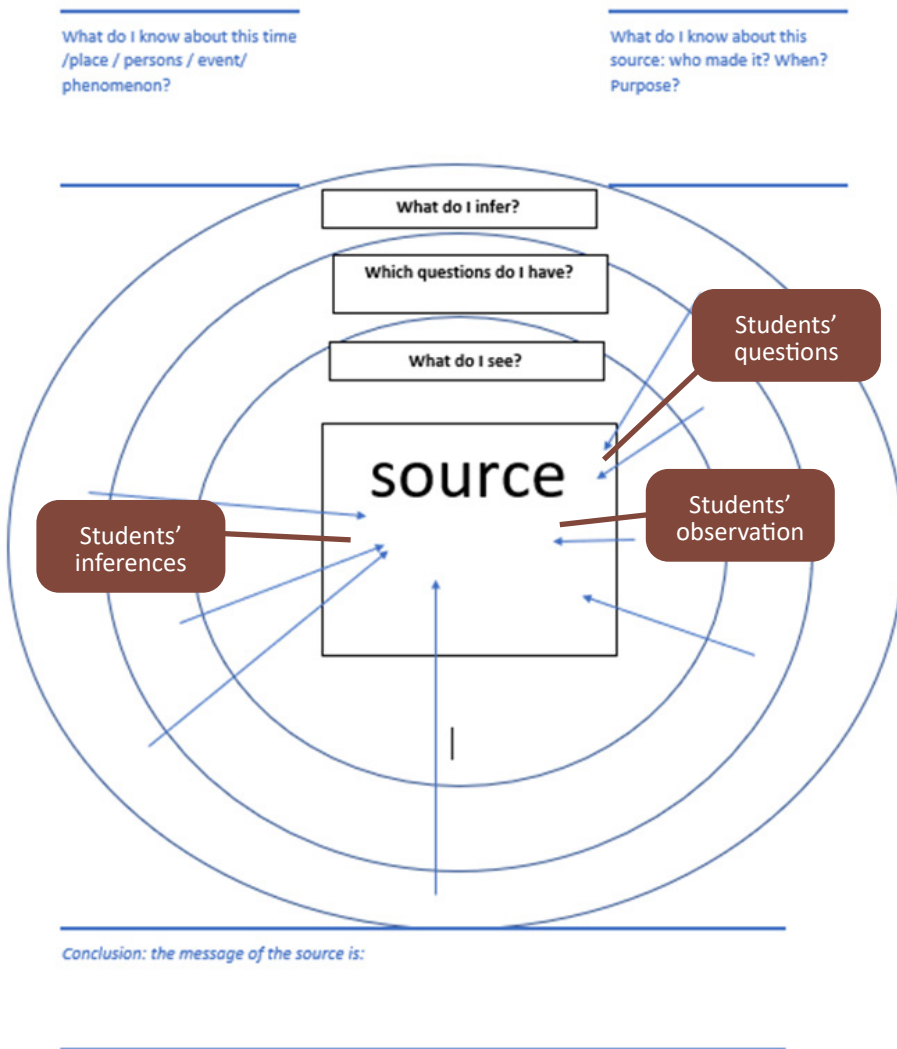 What do I know about this time
/place / persons / event/
phenomenon?
What do I know about this
source: who made it? When?
Purpose?
What do I infer?
Which questions do I have?
What do I see?
source
Students’
questions
Students’
observation
Students’
inferences
Conclusion: the message of the source is: